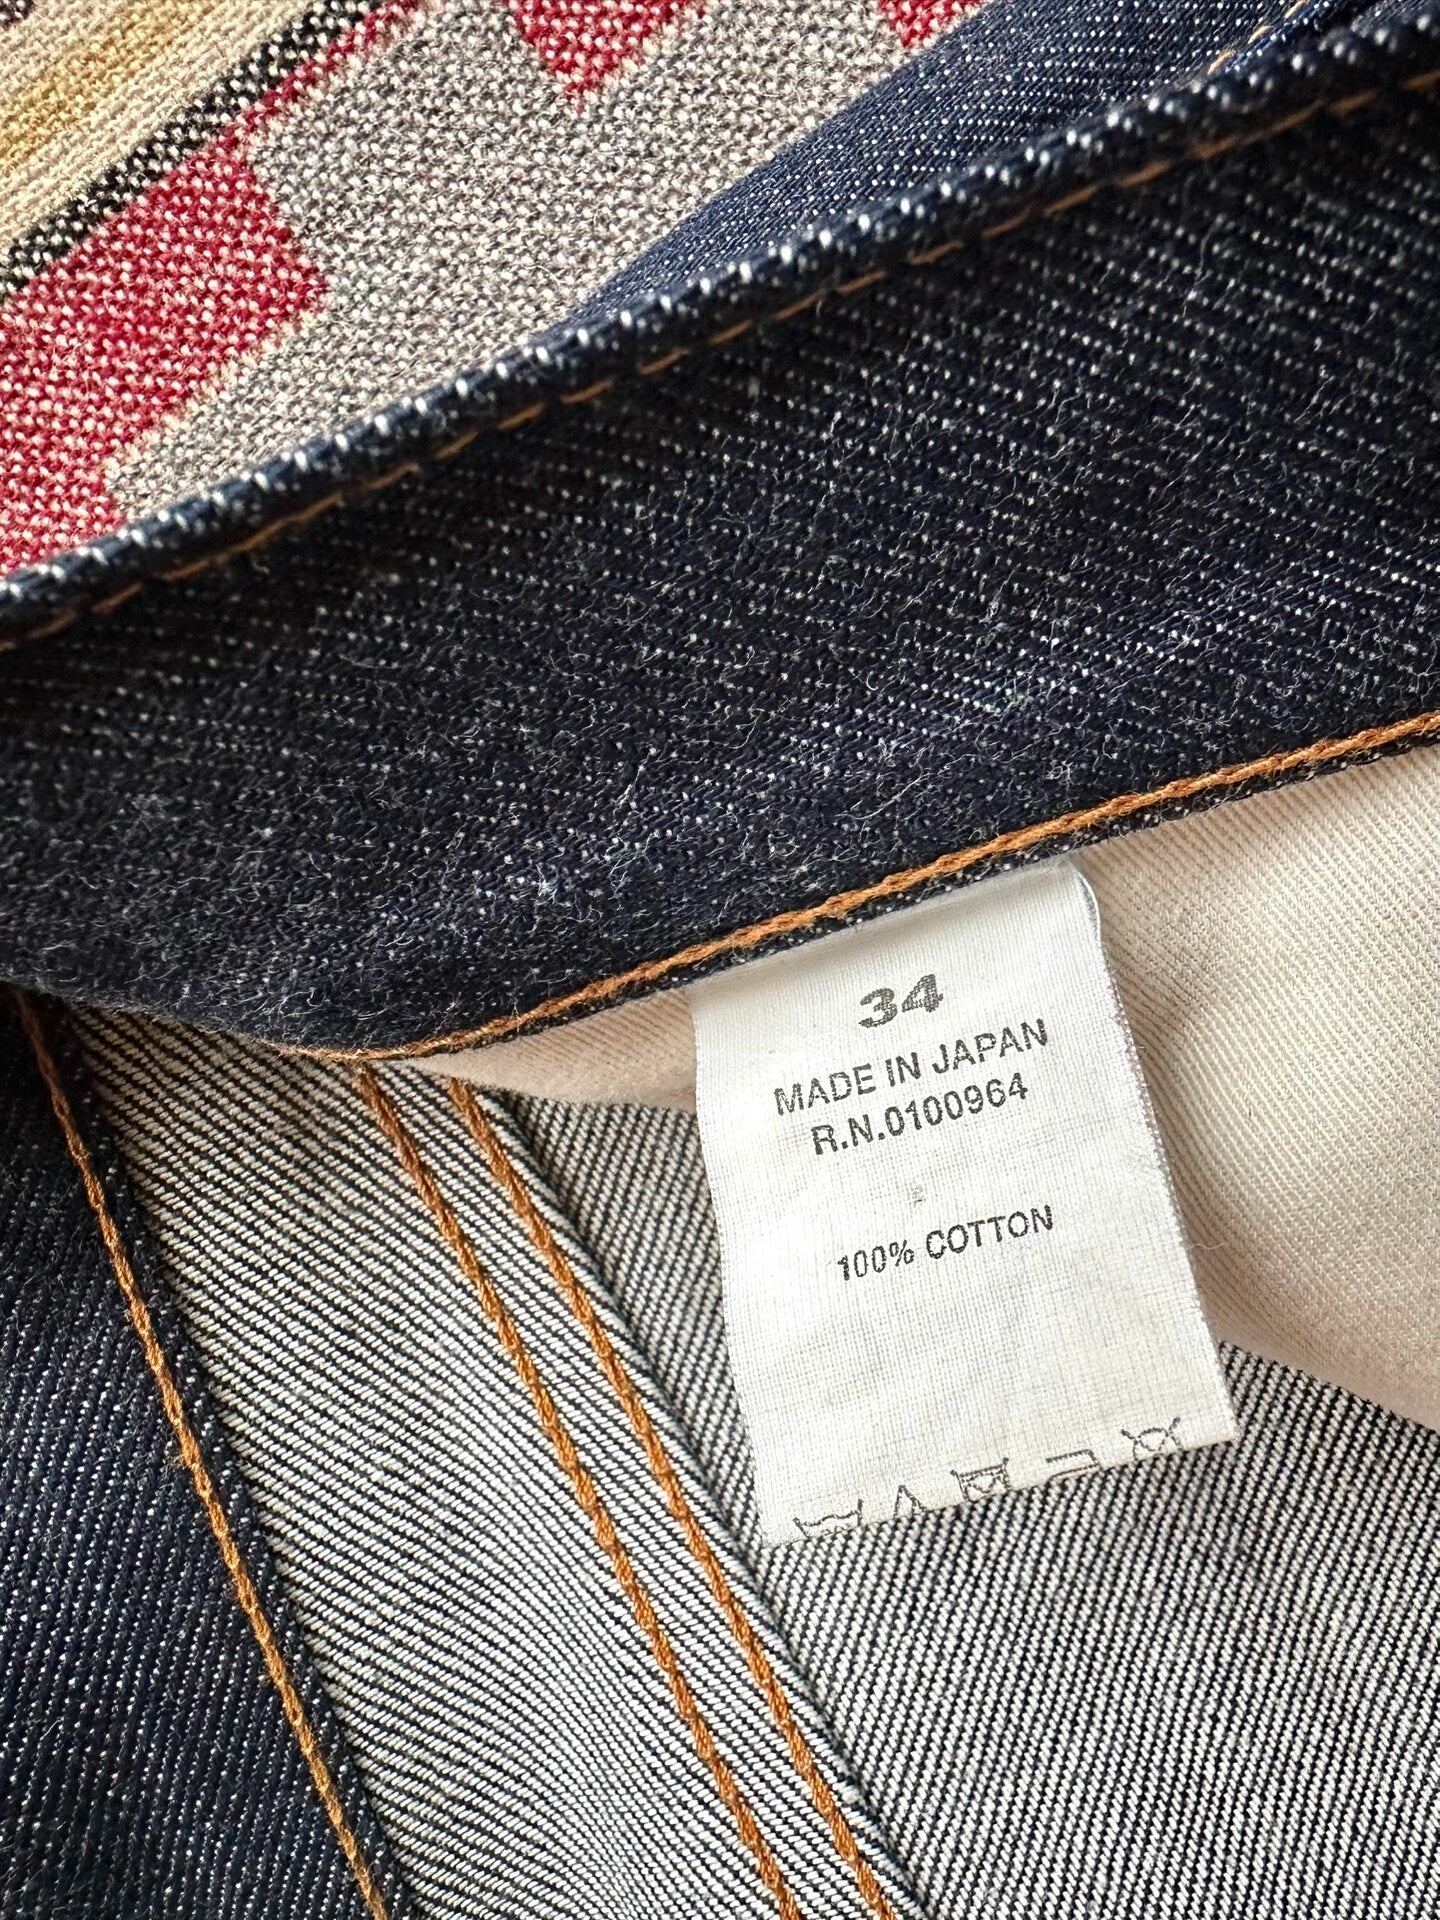 34
MADE IN JAPAN
R.N.0100964
100% COTTON